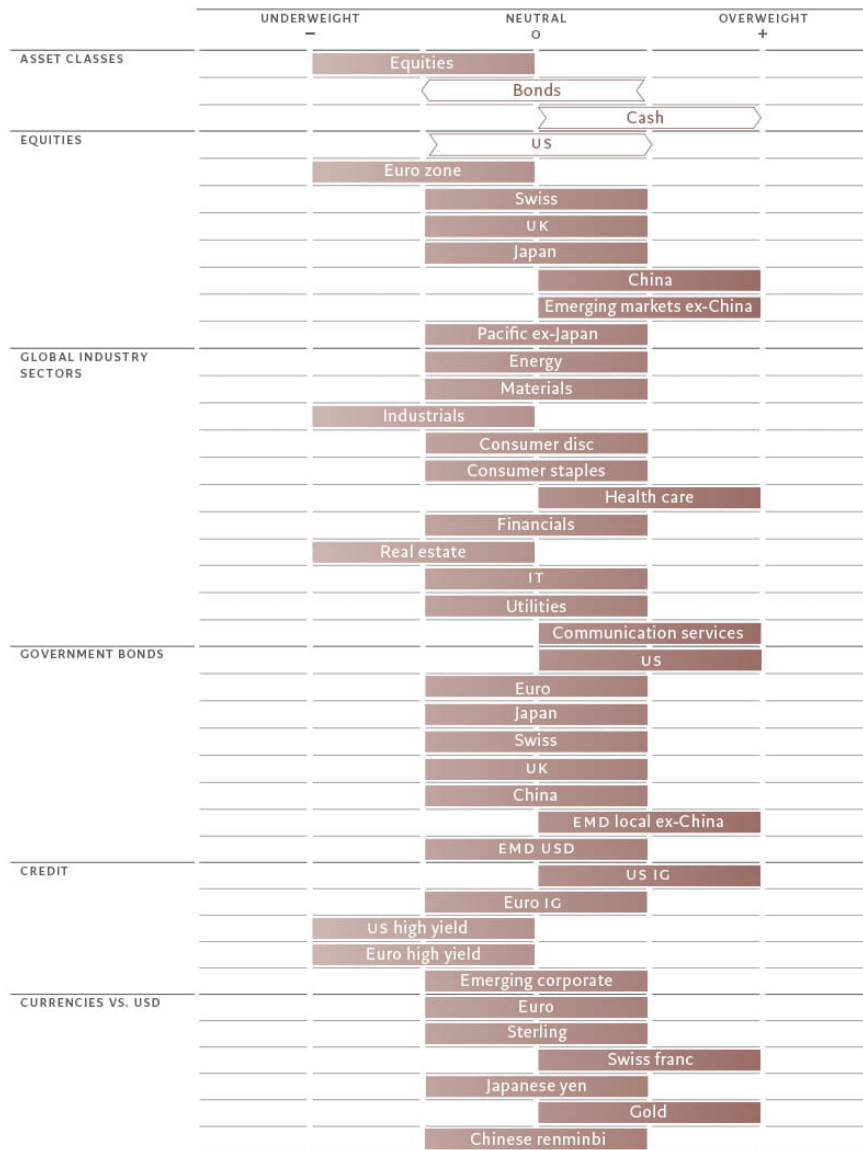 UNDERWEIGHT NEUTRAL OVERWEIGHT
– O +
ASSET CLASSES Equities
Bonds
Cash
EQUITIES US
Euro zone
Swiss
UK
Japan
China
Emerging markets ex-China
Pacific ex-Japan
GLOBAL INDUSTRY SECTORS Energy
Materials
Industrials
Consumer disc
Consumer staples
Health care
Financials
Real estate
IT
Utilities
Communication services
GOVERNMENT BONDS US
Euro
Japan
Swiss
UK
China
EMD local ex-China
EMD USD
CREDIT US IG
Euro IG
US high yield
Euro high yield
Emerging corporate
CURRENCIES VS. USD Euro
Sterling
Swiss franc
Japanese yen
Gold
Chinese renminbi